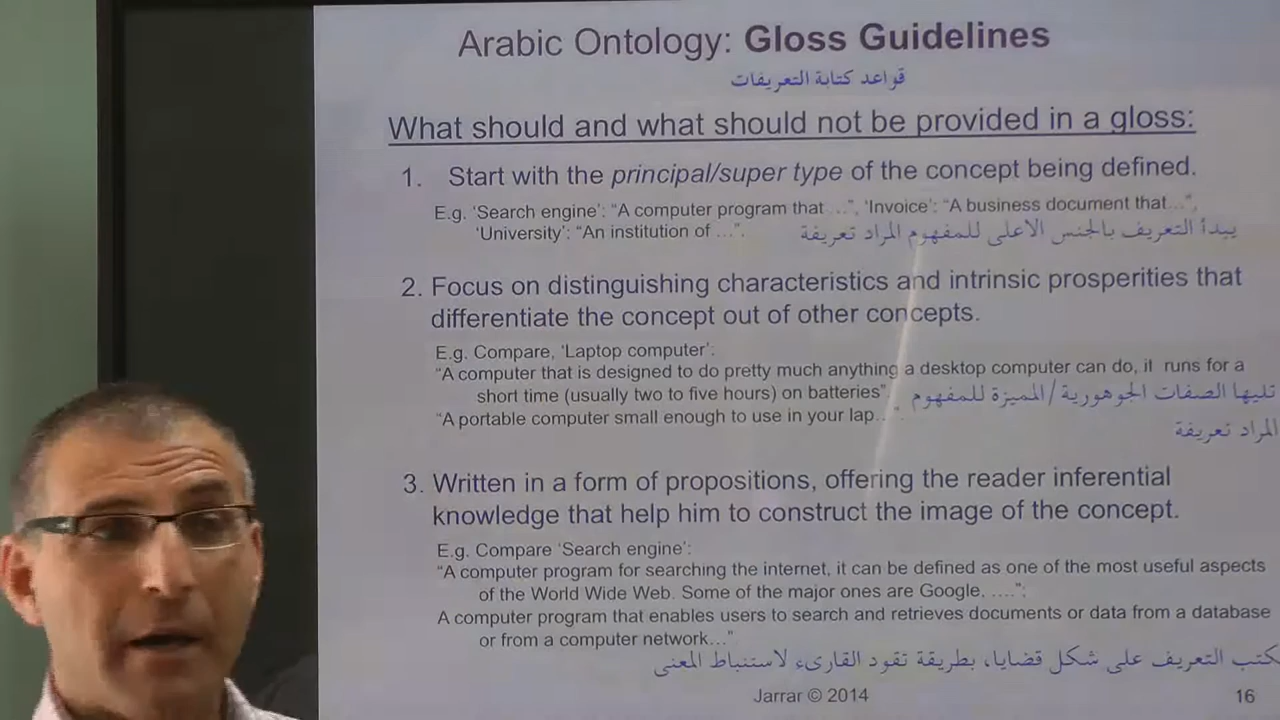 Arabic Ontology: Gloss Guidelines
قواعد كتابة التعريفات
What should and what should not be provided in a gloss:
1. Start with the principal/super type of the concept being defined.
E.g. ‘Search engine’: “A computer program that …”, ‘Invoice’: “A business document that…”,
‘University’: “An institution of …”.
يبدأ التعريف بالجنس الاعلى للمفهوم المراد تعريفة
2. Focus on distinguishing characteristics and intrinsic prosperities that
differentiate the concept out of other concepts.
E.g. Compare, ‘Laptop computer’:
“A computer that is designed to do pretty much anything a desktop computer can do, it runs for a
short time (usually two to five hours) on batteries”.
“A portable computer small enough to use in your lap…”
تليها الصفات الجوهورية/المميزة للمفهوم
المراد تعريفة
3. Written in a form of propositions, offering the reader inferential
knowledge that help him to construct the image of the concept.
E.g. Compare ‘Search engine’:
“A computer program for searching the internet, it can be defined as one of the most useful aspects
of the World Wide Web. Some of the major ones are Google, ….”;
A computer program that enables users to search and retrieves documents or data from a database
or from a computer network…”
كتب التعريف على شكل قضايا، بطريقة تقود القارىء لاستنباط المعنى
Jarrar © 2014
16